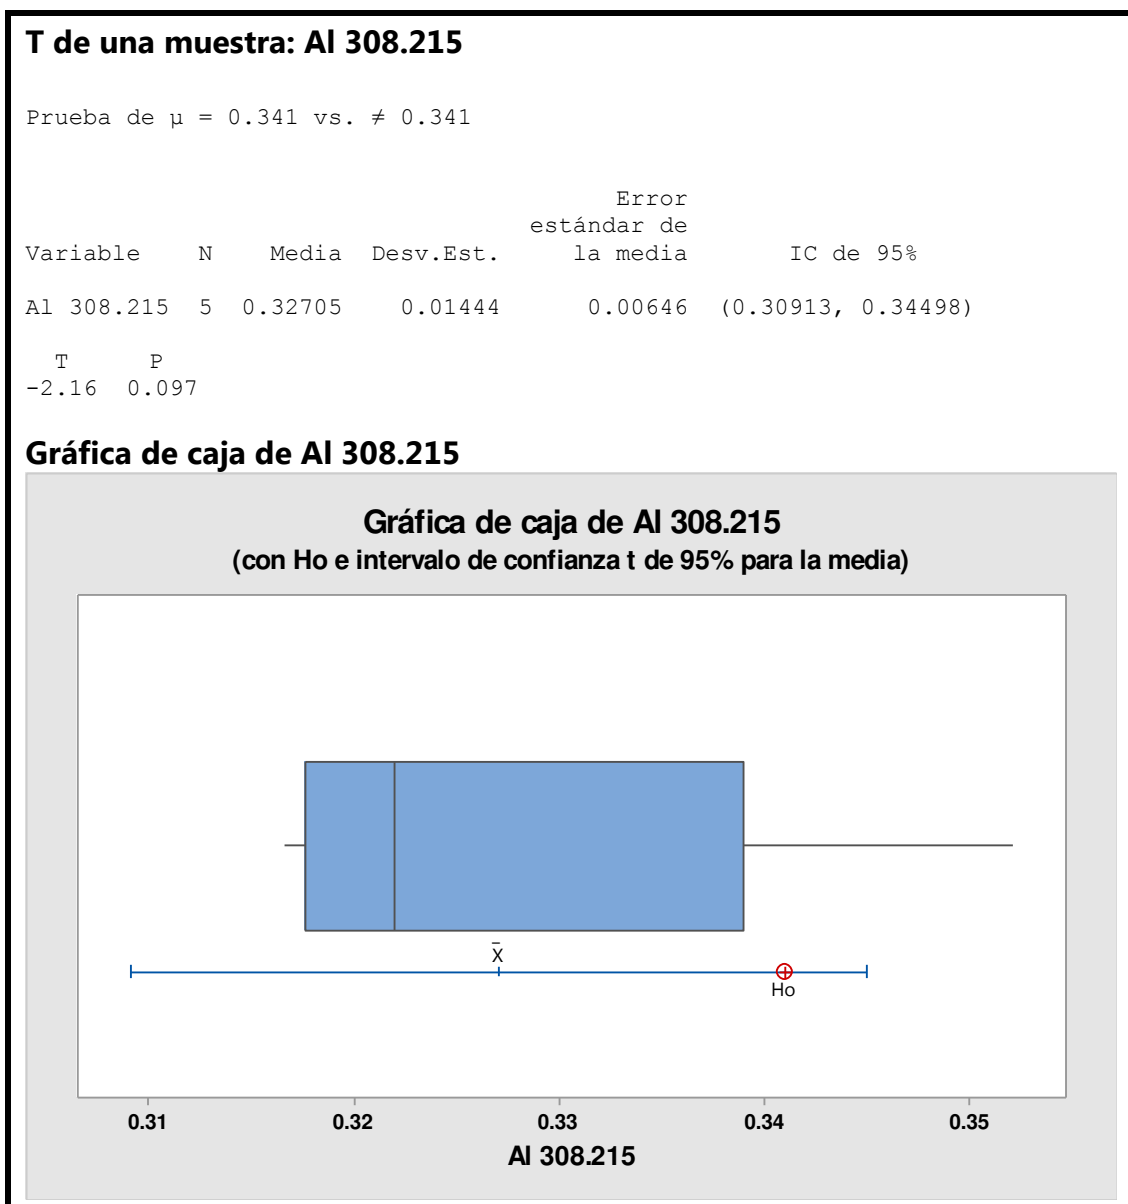 T de una muestra: Al 308.215
Prueba de μ = 0.341 vs. ≠ 0.341
Error
estándar de
Variable N Media Desv.Est. la media IC de 95%
Al 308.215 5 0.32705 0.01444 0.00646 (0.30913, 0.34498)
T P
-2.16 0.097
Gráfica de caja de Al 308.215
Gráfica de caja de Al 308.215
(con Ho e intervalo de confianza t de 95% para la media)
X̄
Ho
0.31 0.32 0.33 0.34 0.35
Al 308.215